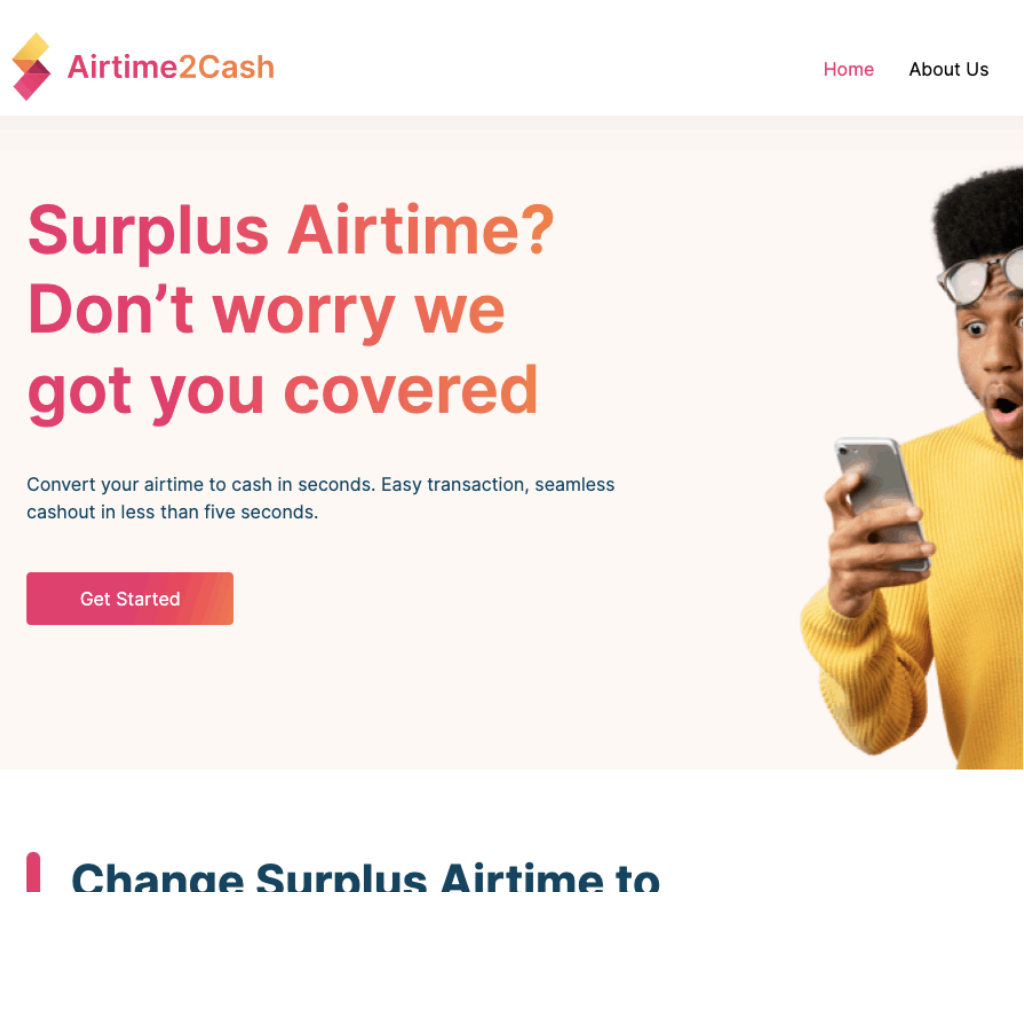 Airtime2Cash
Home
About Us
Surplus Airtime?
Don’t worry we
got you covered
Convert your airtime to cash in seconds. Easy transaction, seamless
cashout in less than five seconds.
Get Started
Change Surplus Airtime to